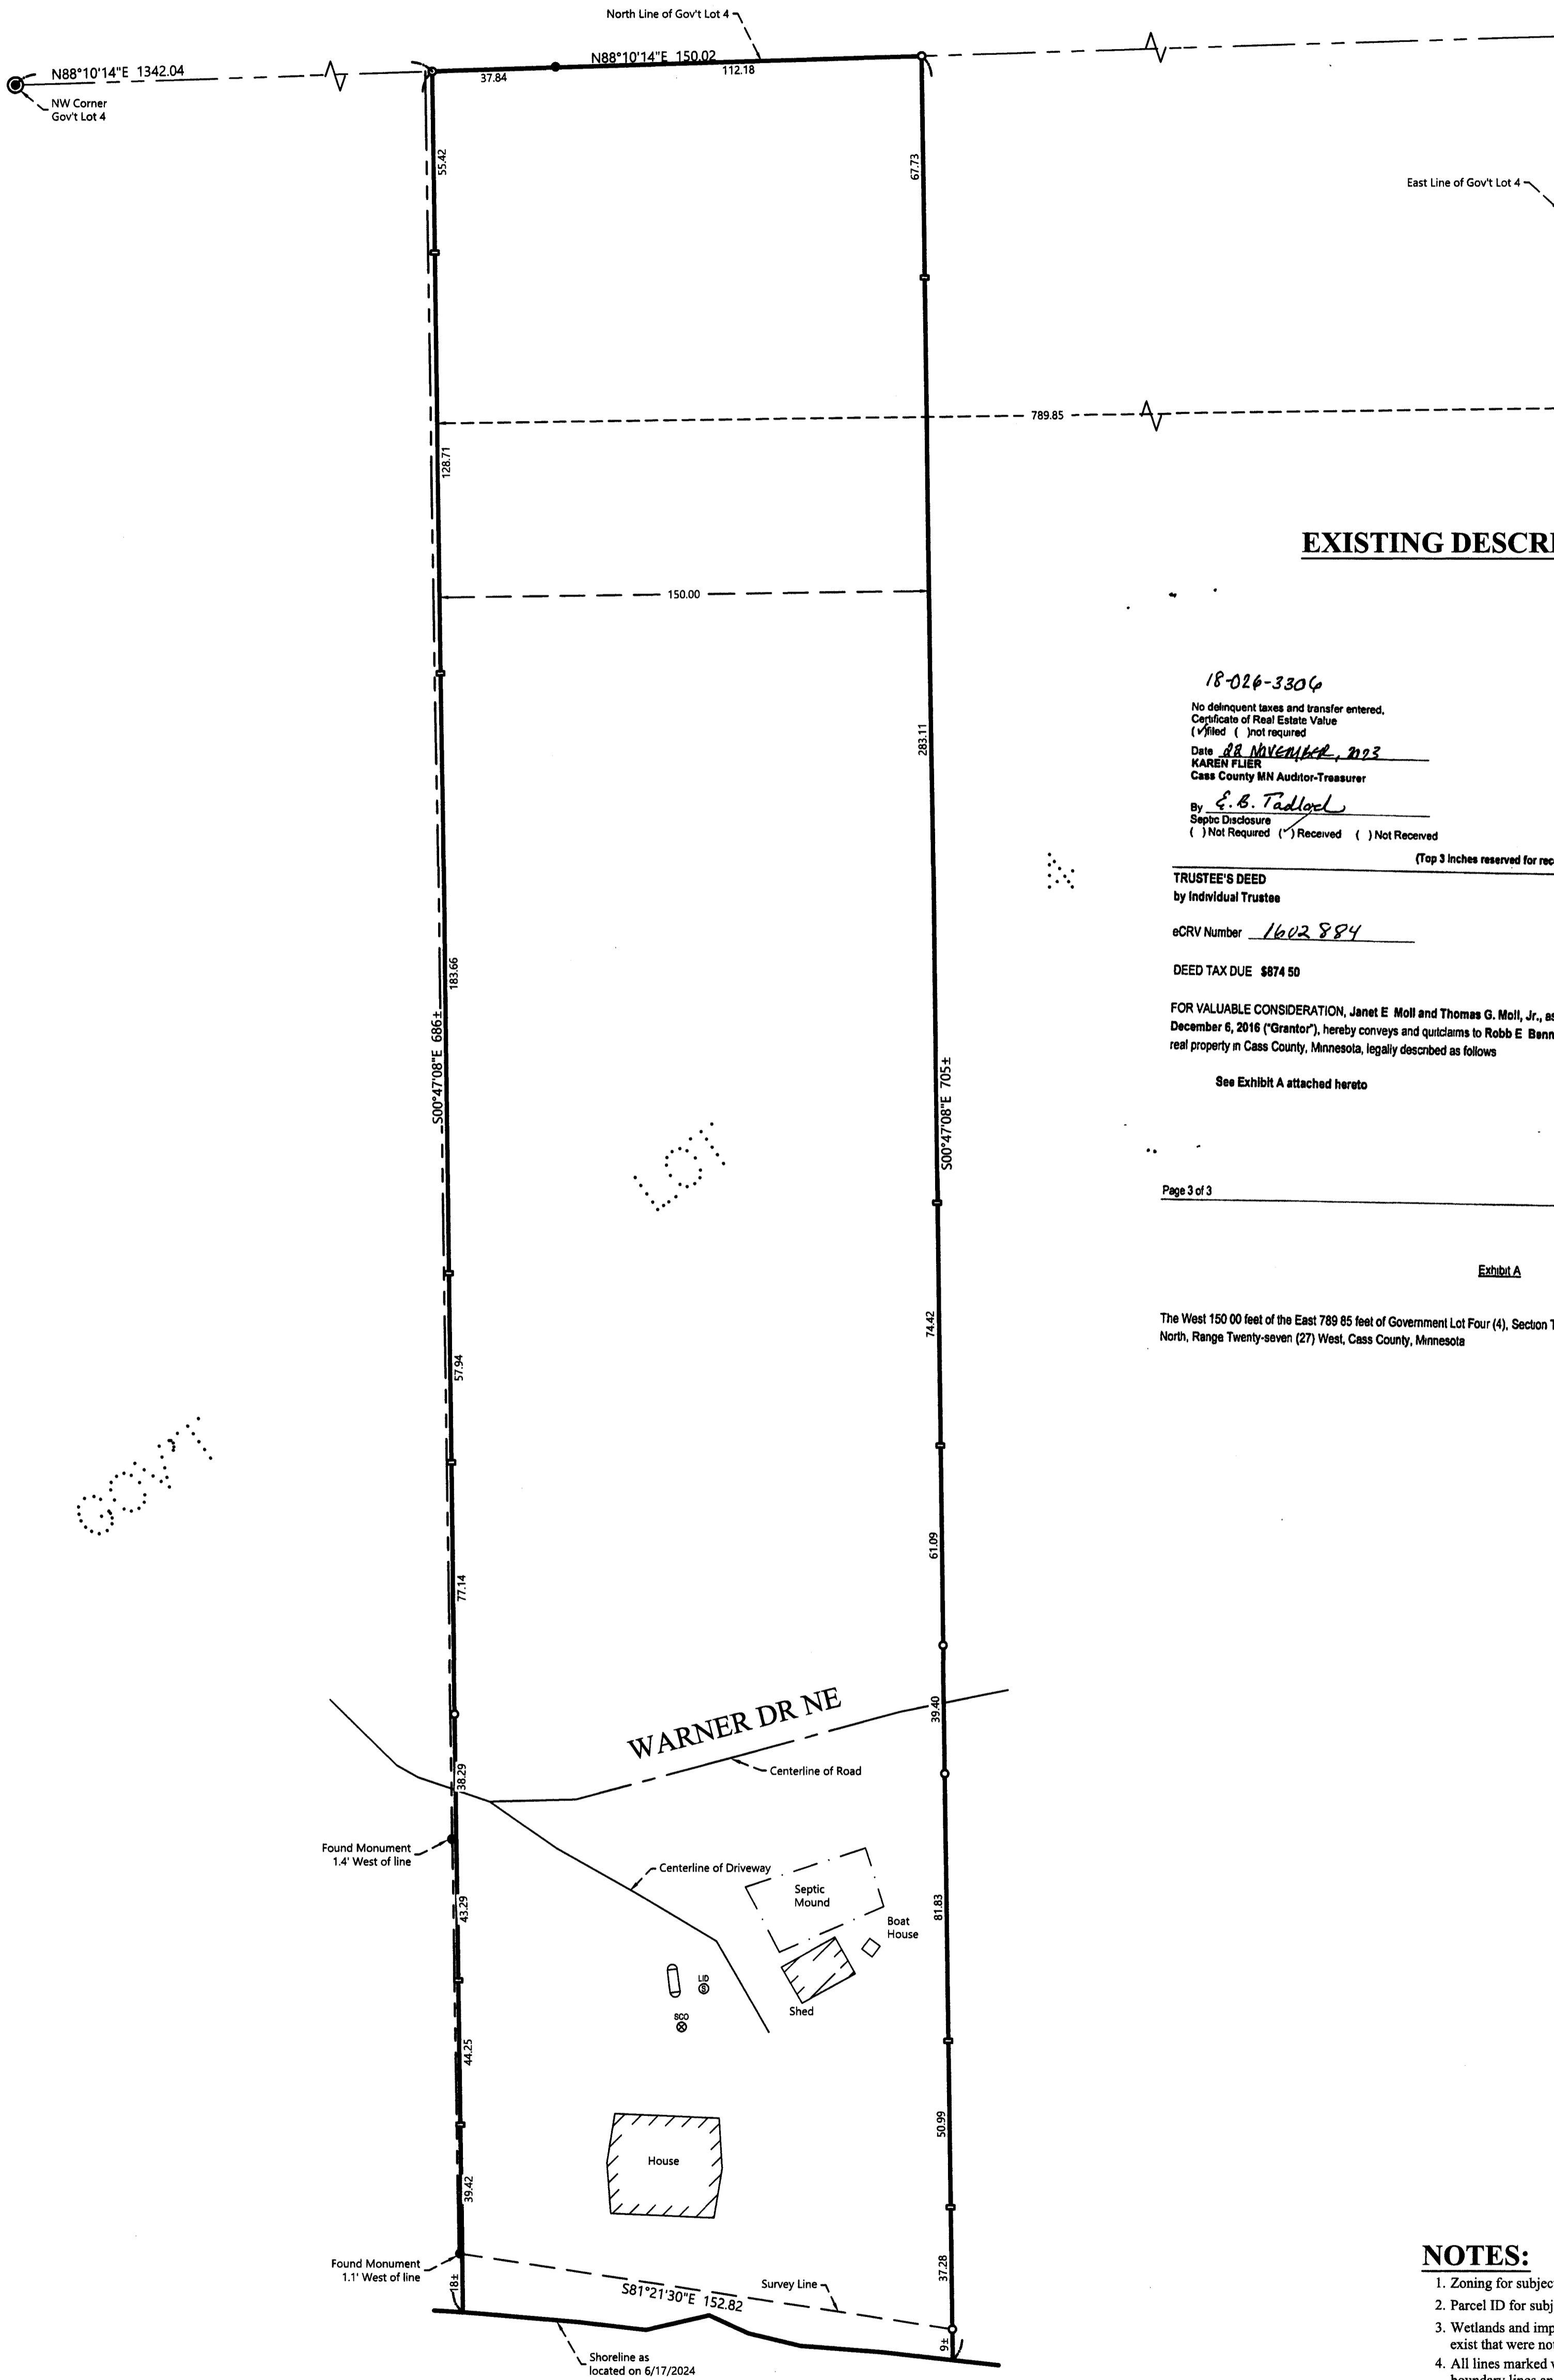 North Line of Gov't Lot 4
N88°10'14"E 1342.04
N88°10'14"E 150.02
37.84
112.18
NW Corner
Gov't Lot 4
55.42
67.73
East Line of Gov't Lot 4
789.85
128.71
EXISTING DESCRI
150.00
18-026-3306
No delinquent taxes and transfer entered,
Certificate of Real Estate Value
(✓)filed ( )not required
Date 22 NOVEMBER, 2023
KAREN FLIER
Cass County MN Auditor-Treasurer
By E.B. Tadlock
Septic Disclosure
( ) Not Required (✓) Received ( ) Not Received
283.11
(Top 3 inches reserved for rec
4
TRUSTEE'S DEED
by Individual Trustee
eCRV Number 1602884
DEED TAX DUE $874 50
183.66
FOR VALUABLE CONSIDERATION, Janet E Moll and Thomas G. Moll, Jr., as
December 6, 2016 ("Grantor"), hereby conveys and quitclaims to Robb E Benn
real property in Cass County, Minnesota, legally described as follows
S00°47'08"E 686±
S00°47'08"E 705±
See Exhibit A attached hereto
LOT
Page 3 of 3
Exhibit A
The West 150 00 feet of the East 789 85 feet of Government Lot Four (4), Section T
North, Range Twenty-seven (27) West, Cass County, Minnesota
74.42
57.94
GOV'T
61.09
77.14
39.40
WARNER DR NE
38.29
Centerline of Road
Found Monument
1.4' West of line
Centerline of Driveway
Septic
Mound
43.29
81.83
Boat
House
LIS
S
SCO
Shed
44.25
50.99
House
39.42
Found Monument
1.1' West of line
18±
S81°21'30"E 152.82
Survey Line
37.28
9±
Shoreline as
located on 6/17/2024
NOTES:
1. Zoning for subjec
2. Parcel ID for subj
3. Wetlands and imp
exist that were no
4. All lines marked